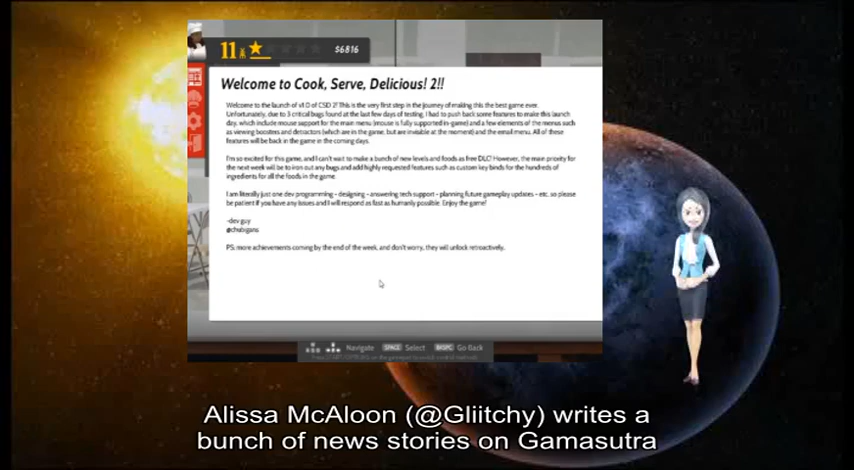 11 $6816
Welcome to Cook, Serve, Delicious! 2!!
Welcome to the launch of v1.0 of CSD 2! This is the very first step in the journey of making this the best game ever.
Unfortunately, due to 3 critical bugs found at the last few days of testing, I had to push back some features to make this launch
day, which include mouse support for the main menu (mouse is fully supported in game) and a few elements of the menus such
as viewing boosters and detractors (which are in the game, but are invisible at the moment) and the email menu. All of these
features will be back in the game in the coming days.
I'm so excited for this game, and I can't wait to make a bunch of new levels and foods as free DLC! However, the main priority for
the next week will be to iron out any bugs and add highly requested features such as custom key binds for the hundreds of
ingredients for all the foods in the game.
I am literally just one dev programming - designing - answering tech support - planning future gameplay updates - etc. so please
be patient if you have any issues and I will respond as fast as humanly possible. Enjoy the game!
-dev guy
@chubigans
PS: more achievements coming by the end of the week, and don't worry, they will unlock retroactively.
Navigate SPACE Select BKSPC Go Back
Alissa McAloon (@Gliitchy) writes a
bunch of news stories on Gamasutra